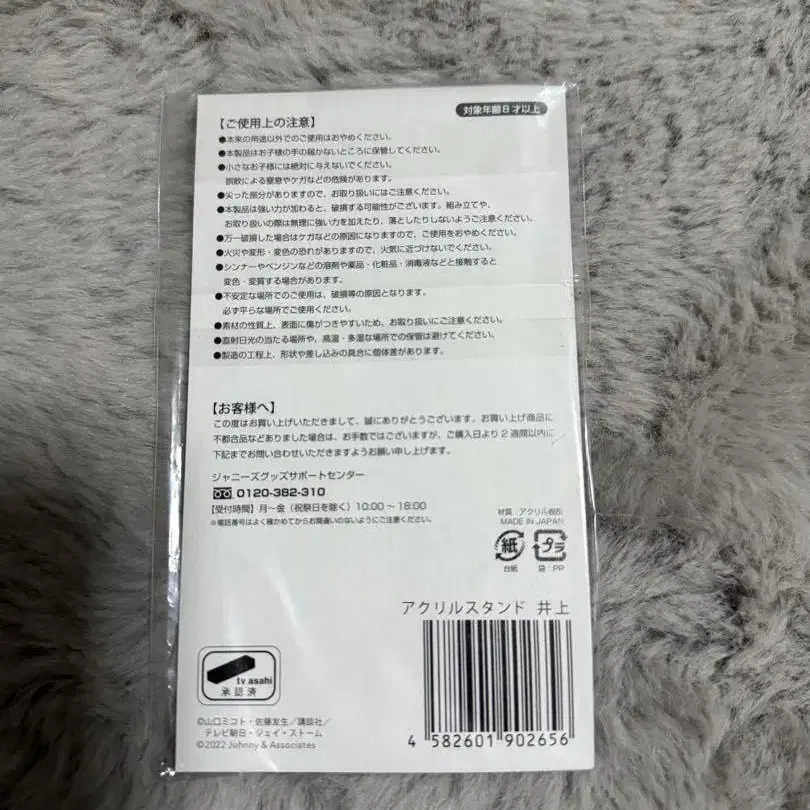 対象年齢8才以上
【ご使用上の注意】
●本来の用途以外でのご使用はおやめください。
●本製品はお子様の手の届かないところに保管してください。
●小さなお子様には絶対に与えないでください。
誤飲による窒息やケガなどの危険があります。
●尖った部分がありますので、お取り扱いにはご注意ください。
●本製品は強い力が加わると、破損する可能性がございます。組み立てや、
お取り扱いの際は無理に強い力を加えたり、落としたりしないようご注意ください。
●万一破損した場合はケガなどの原因になりますので、ご使用をおやめください。
●火災や変形・変色の恐れがありますので、火気に近づけないでください。
●シンナーやベンジンなどの溶剤や薬品・化粧品・消毒液などと接触すると
変色・変質する場合があります。
●不安定な場所でのご使用は、破損等の原因となります。
必ず平らな場所でご使用ください。
●素材の性質上、表面に傷がつきやすいため、お取り扱いにご注意ください。
●直射日光の当たる場所や、高温・多湿な場所での保管は避けてください。
●製造の工程上、形状や差し込みの具合に個体差があります。
【お客様へ】
この度はお買い上げいただきまして、誠にありがとうございます。お買い上げ商品に
不都合品などありました場合は、お手数ではございますが、ご購入日より2週間以内に
下記までお問い合わせいただきますようお願い申し上げます。
ジャニーズグッズサポートセンター
0120-382-310
【受付時間】月～金（祝祭日を除く）10:00～18:00
※電話番号はよく確かめてからお間違いのないようにご注意ください。
材質：アクリル樹脂
MADE IN JAPAN
紙 プラ
台紙 袋：PP
アクリルスタンド 井上
tv asahi
承認済
©山口ミコト・佐藤友生／講談社／
テレビ朝日・ジェイ・ストーム
©2022 Johnny & Associates
4 582601 902656